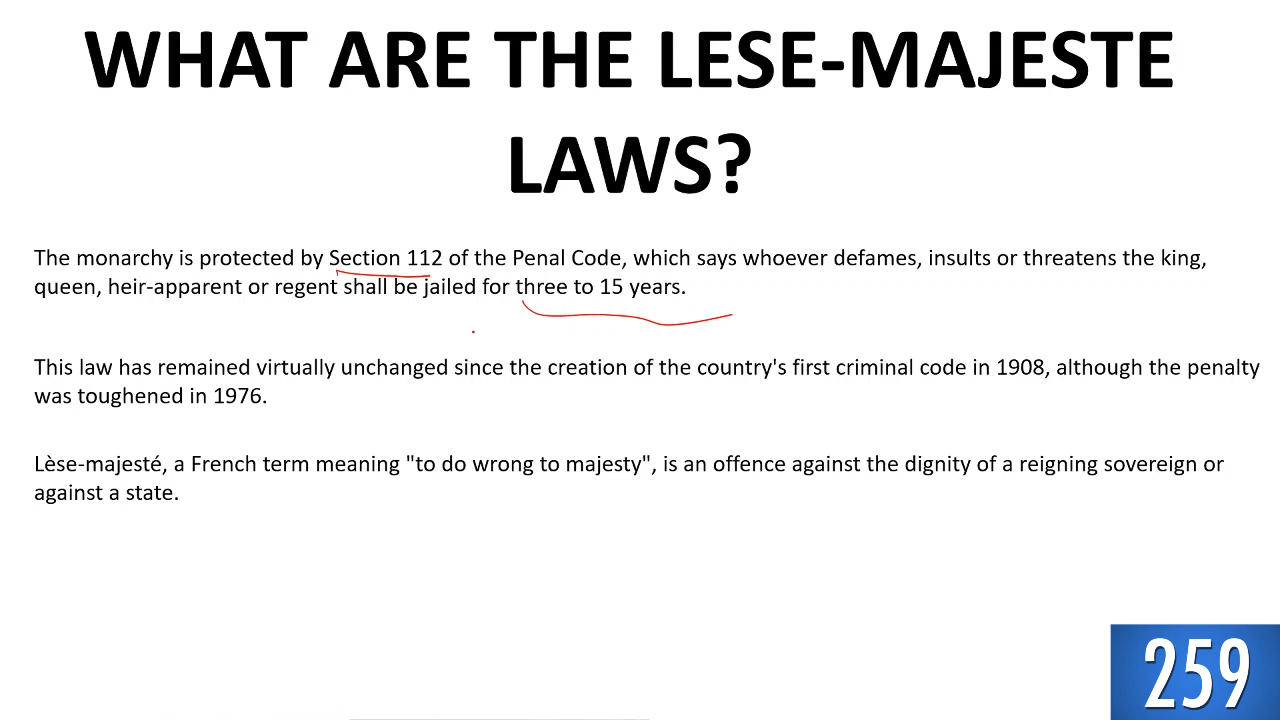 WHAT ARE THE LESE-MAJESTE
LAWS?
The monarchy is protected by Section 112 of the Penal Code, which says whoever defames, insults or threatens the king,
queen, heir-apparent or regent shall be jailed for three to 15 years.
This law has remained virtually unchanged since the creation of the country's first criminal code in 1908, although the penalty
was toughened in 1976.
Lèse-majesté, a French term meaning "to do wrong to majesty", is an offence against the dignity of a reigning sovereign or
against a state.
259